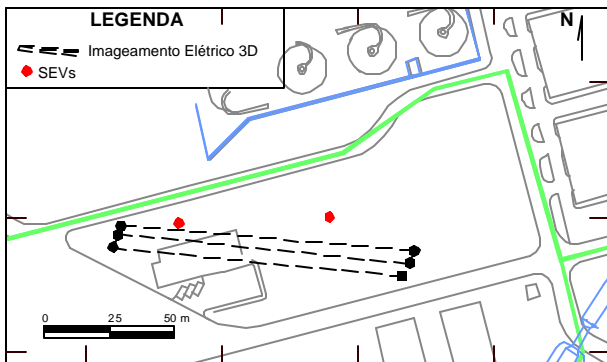 LEGENDA
N
Imageamento Elétrico 3D
SEVs
0 25 50 m